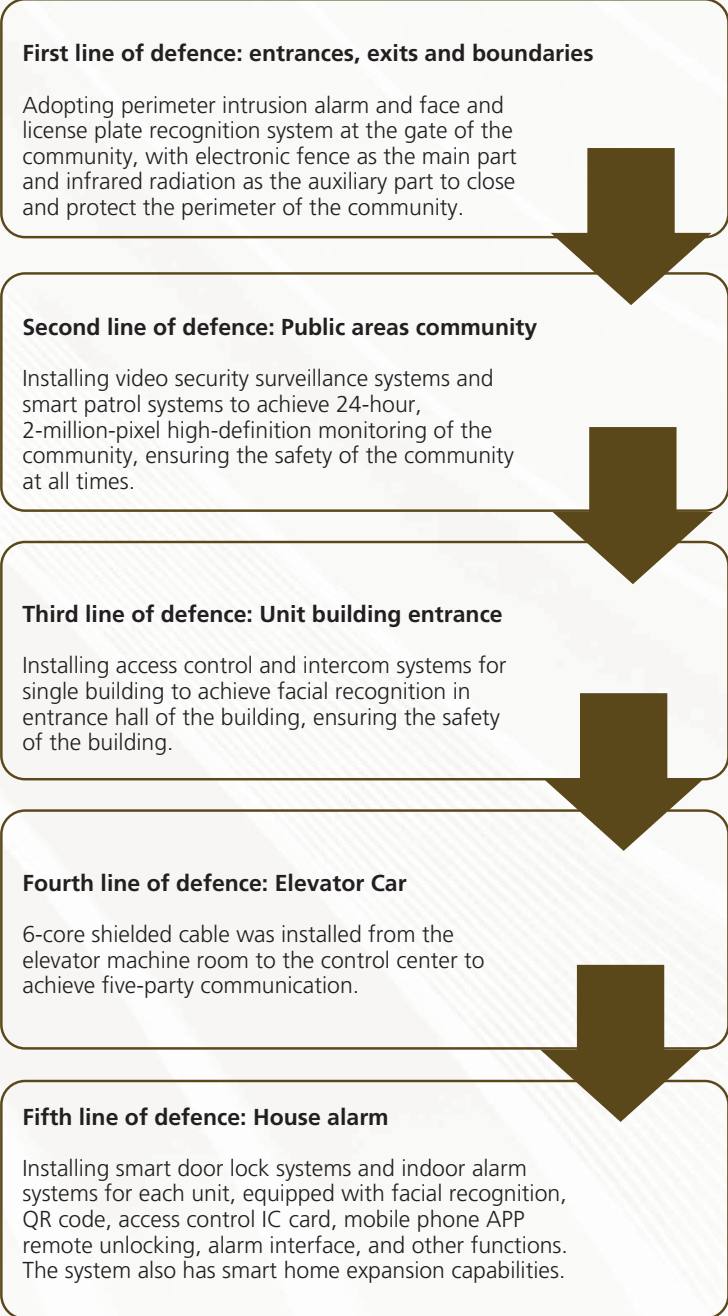 First line of defence: entrances, exits and boundaries
Adopting perimeter intrusion alarm and face and
license plate recognition system at the gate of the
community, with electronic fence as the main part
and infrared radiation as the auxiliary part to close
and protect the perimeter of the community.
Second line of defence: Public areas community
Installing video security surveillance systems and
smart patrol systems to achieve 24-hour,
2-million-pixel high-definition monitoring of the
community, ensuring the safety of the community
at all times.
Third line of defence: Unit building entrance
Installing access control and intercom systems for
single building to achieve facial recognition in
entrance hall of the building, ensuring the safety
of the building.
Fourth line of defence: Elevator Car
6-core shielded cable was installed from the
elevator machine room to the control center to
achieve five-party communication.
Fifth line of defence: House alarm
Installing smart door lock systems and indoor alarm
systems for each unit, equipped with facial recognition,
QR code, access control IC card, mobile phone APP
remote unlocking, alarm interface, and other functions.
The system also has smart home expansion capabilities.